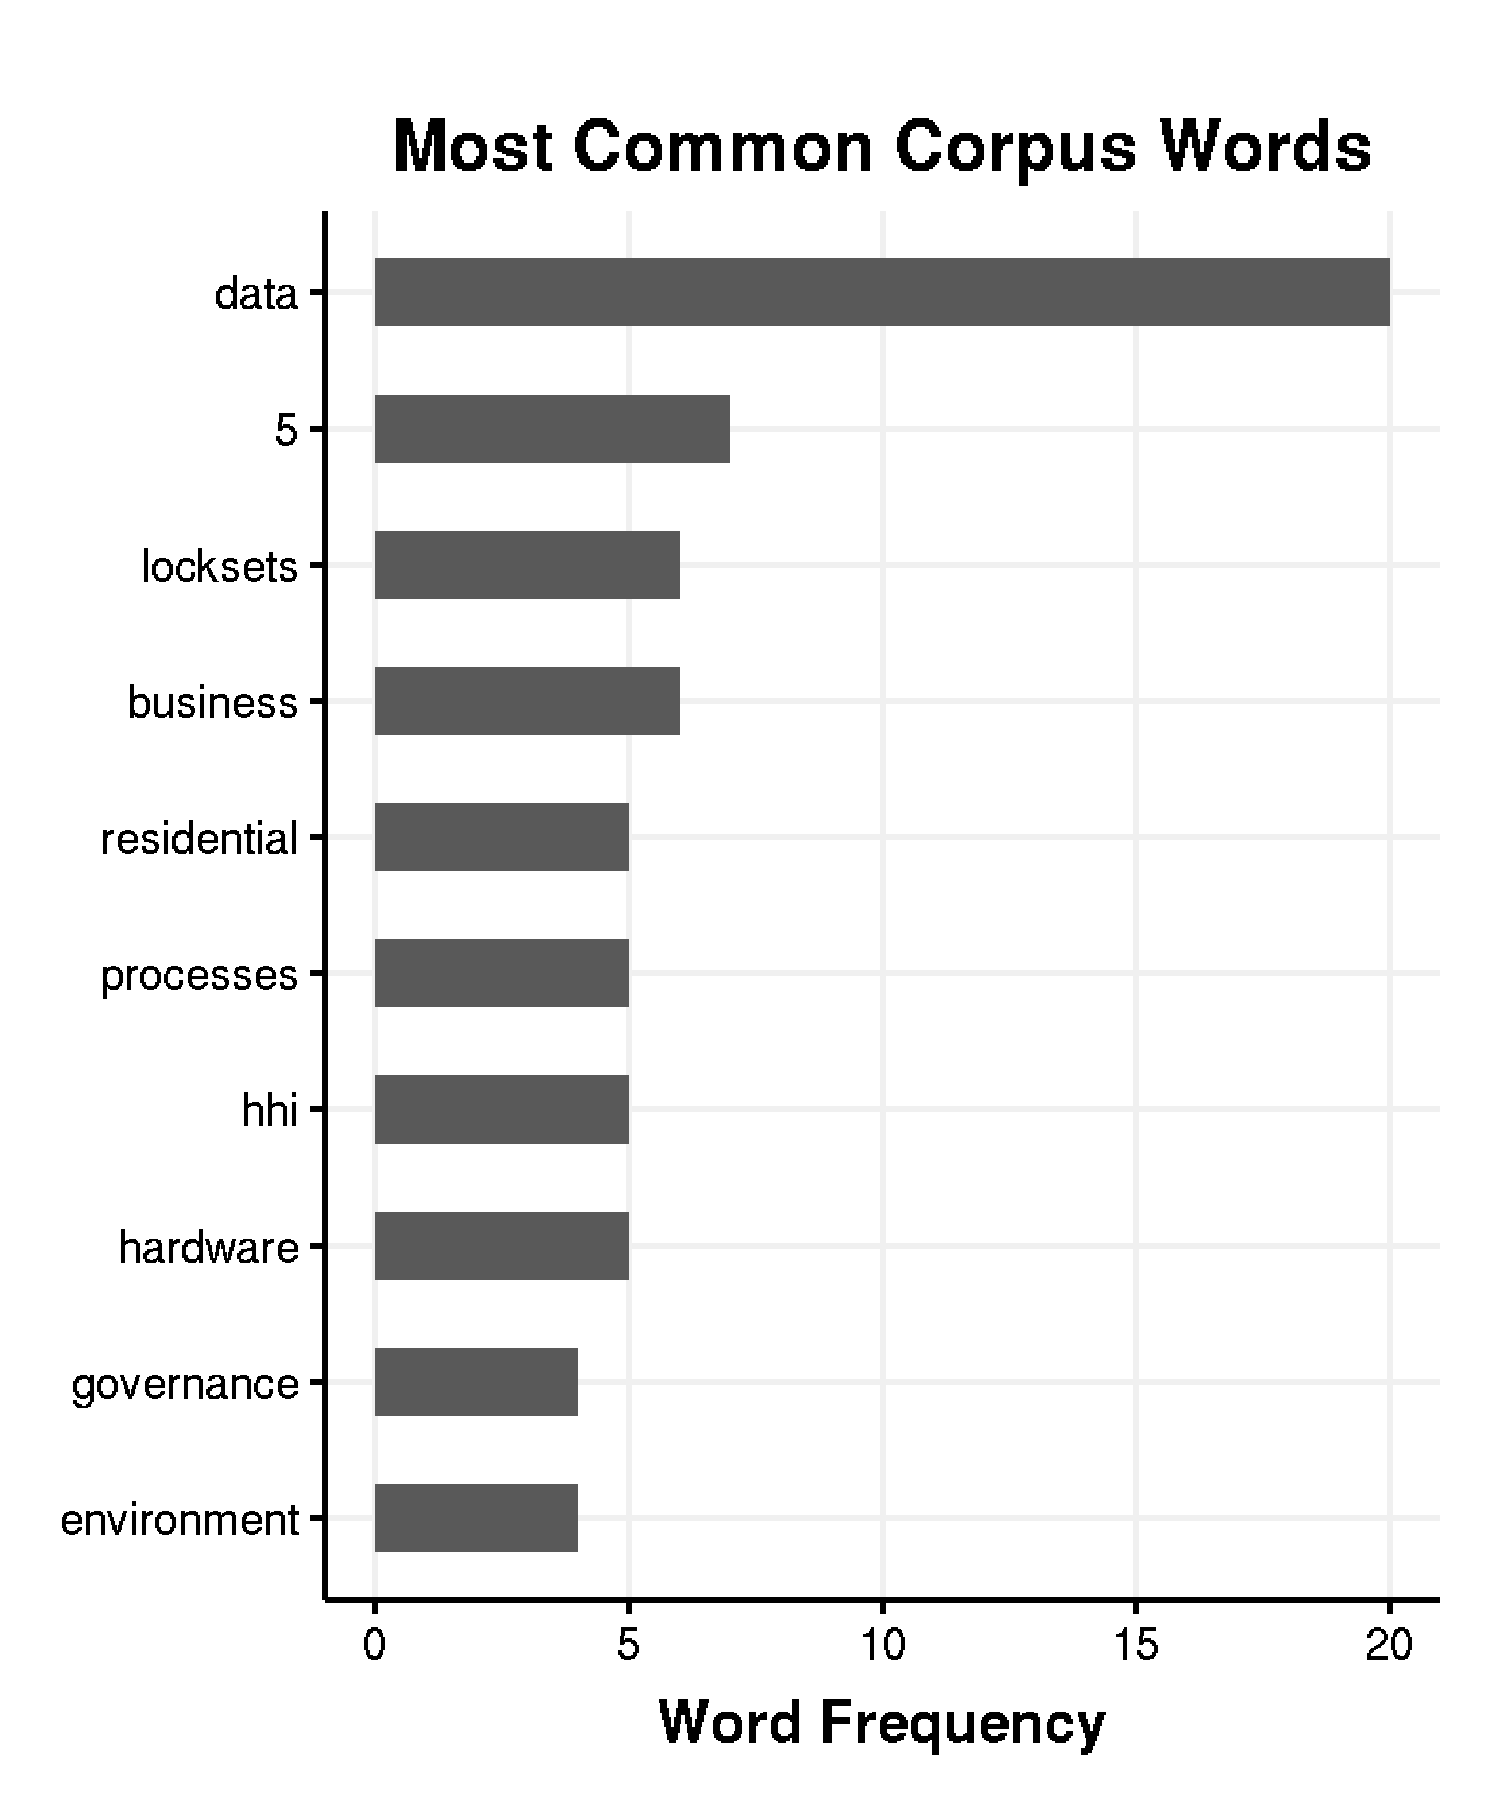 Most Common Corpus Words
data
5
locksets
business
residential
processes
hhi
hardware
governance
environment
0 5 10 15 20
Word Frequency